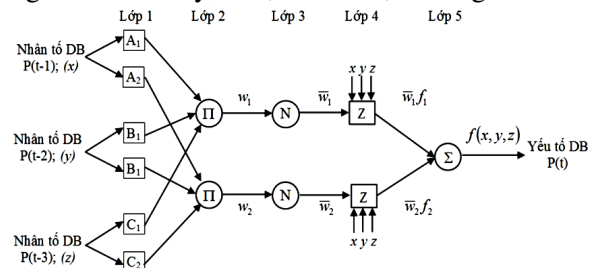 Lớp 1 Lớp 2 Lớp 3 Lớp 4 Lớp 5
Nhân tố DB
P(t-1); (x)
A₁
A₂
Nhân tố DB
P(t-2); (y)
B₁
B₁
Nhân tố DB
P(t-3); (z)
C₁
C₂
Π
Π
w₁
w₂
N
N
w̅₁
w̅₂
x y z
Z
Z
x y z
w̅₁f₁
w̅₂f₂
Σ
f(x,y,z)
Yếu tố DB
P(t)